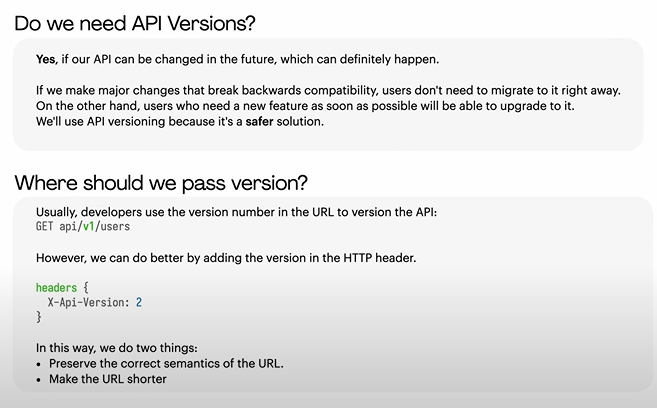 Do we need API Versions?
Yes, if our API can be changed in the future, which can definitely happen.
If we make major changes that break backwards compatibility, users don't need to migrate to it right away.
On the other hand, users who need a new feature as soon as possible will be able to upgrade to it.
We'll use API versioning because it's a safer solution.
Where should we pass version?
Usually, developers use the version number in the URL to version the API:
GET api/v1/users
However, we can do better by adding the version in the HTTP header.
headers {
X-Api-Version: 2
}
In this way, we do two things:
• Preserve the correct semantics of the URL.
• Make the URL shorter